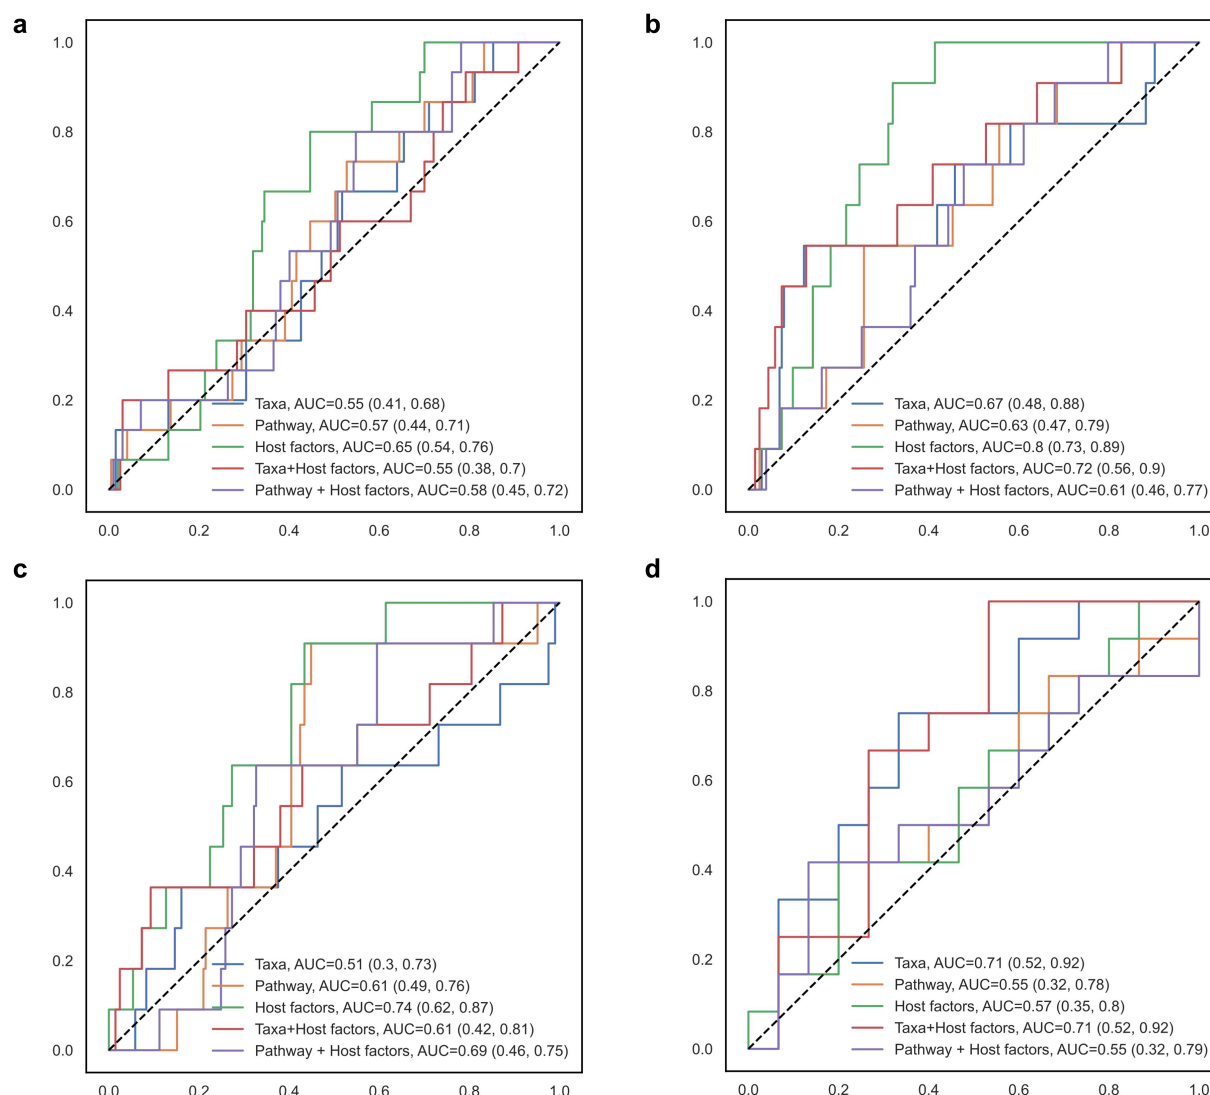 a
1.0
0.8
0.6
0.4
0.2
0.0
Taxa, AUC=0.55 (0.41, 0.68)
Pathway, AUC=0.57 (0.44, 0.71)
Host factors, AUC=0.65 (0.54, 0.76)
Taxa+Host factors, AUC=0.55 (0.38, 0.7)
Pathway + Host factors, AUC=0.58 (0.45, 0.72)
0.0 0.2 0.4 0.6 0.8 1.0
b
1.0
0.8
0.6
0.4
0.2
0.0
Taxa, AUC=0.67 (0.48, 0.88)
Pathway, AUC=0.63 (0.47, 0.79)
Host factors, AUC=0.8 (0.73, 0.89)
Taxa+Host factors, AUC=0.72 (0.56, 0.9)
Pathway + Host factors, AUC=0.61 (0.46, 0.77)
0.0 0.2 0.4 0.6 0.8 1.0
c
1.0
0.8
0.6
0.4
0.2
0.0
Taxa, AUC=0.51 (0.3, 0.73)
Pathway, AUC=0.61 (0.49, 0.76)
Host factors, AUC=0.74 (0.62, 0.87)
Taxa+Host factors, AUC=0.61 (0.42, 0.81)
Pathway + Host factors, AUC=0.69 (0.46, 0.75)
0.0 0.2 0.4 0.6 0.8 1.0
d
1.0
0.8
0.6
0.4
0.2
0.0
Taxa, AUC=0.71 (0.52, 0.92)
Pathway, AUC=0.55 (0.32, 0.78)
Host factors, AUC=0.57 (0.35, 0.8)
Taxa+Host factors, AUC=0.71 (0.52, 0.92)
Pathway + Host factors, AUC=0.55 (0.32, 0.79)
0.0 0.2 0.4 0.6 0.8 1.0